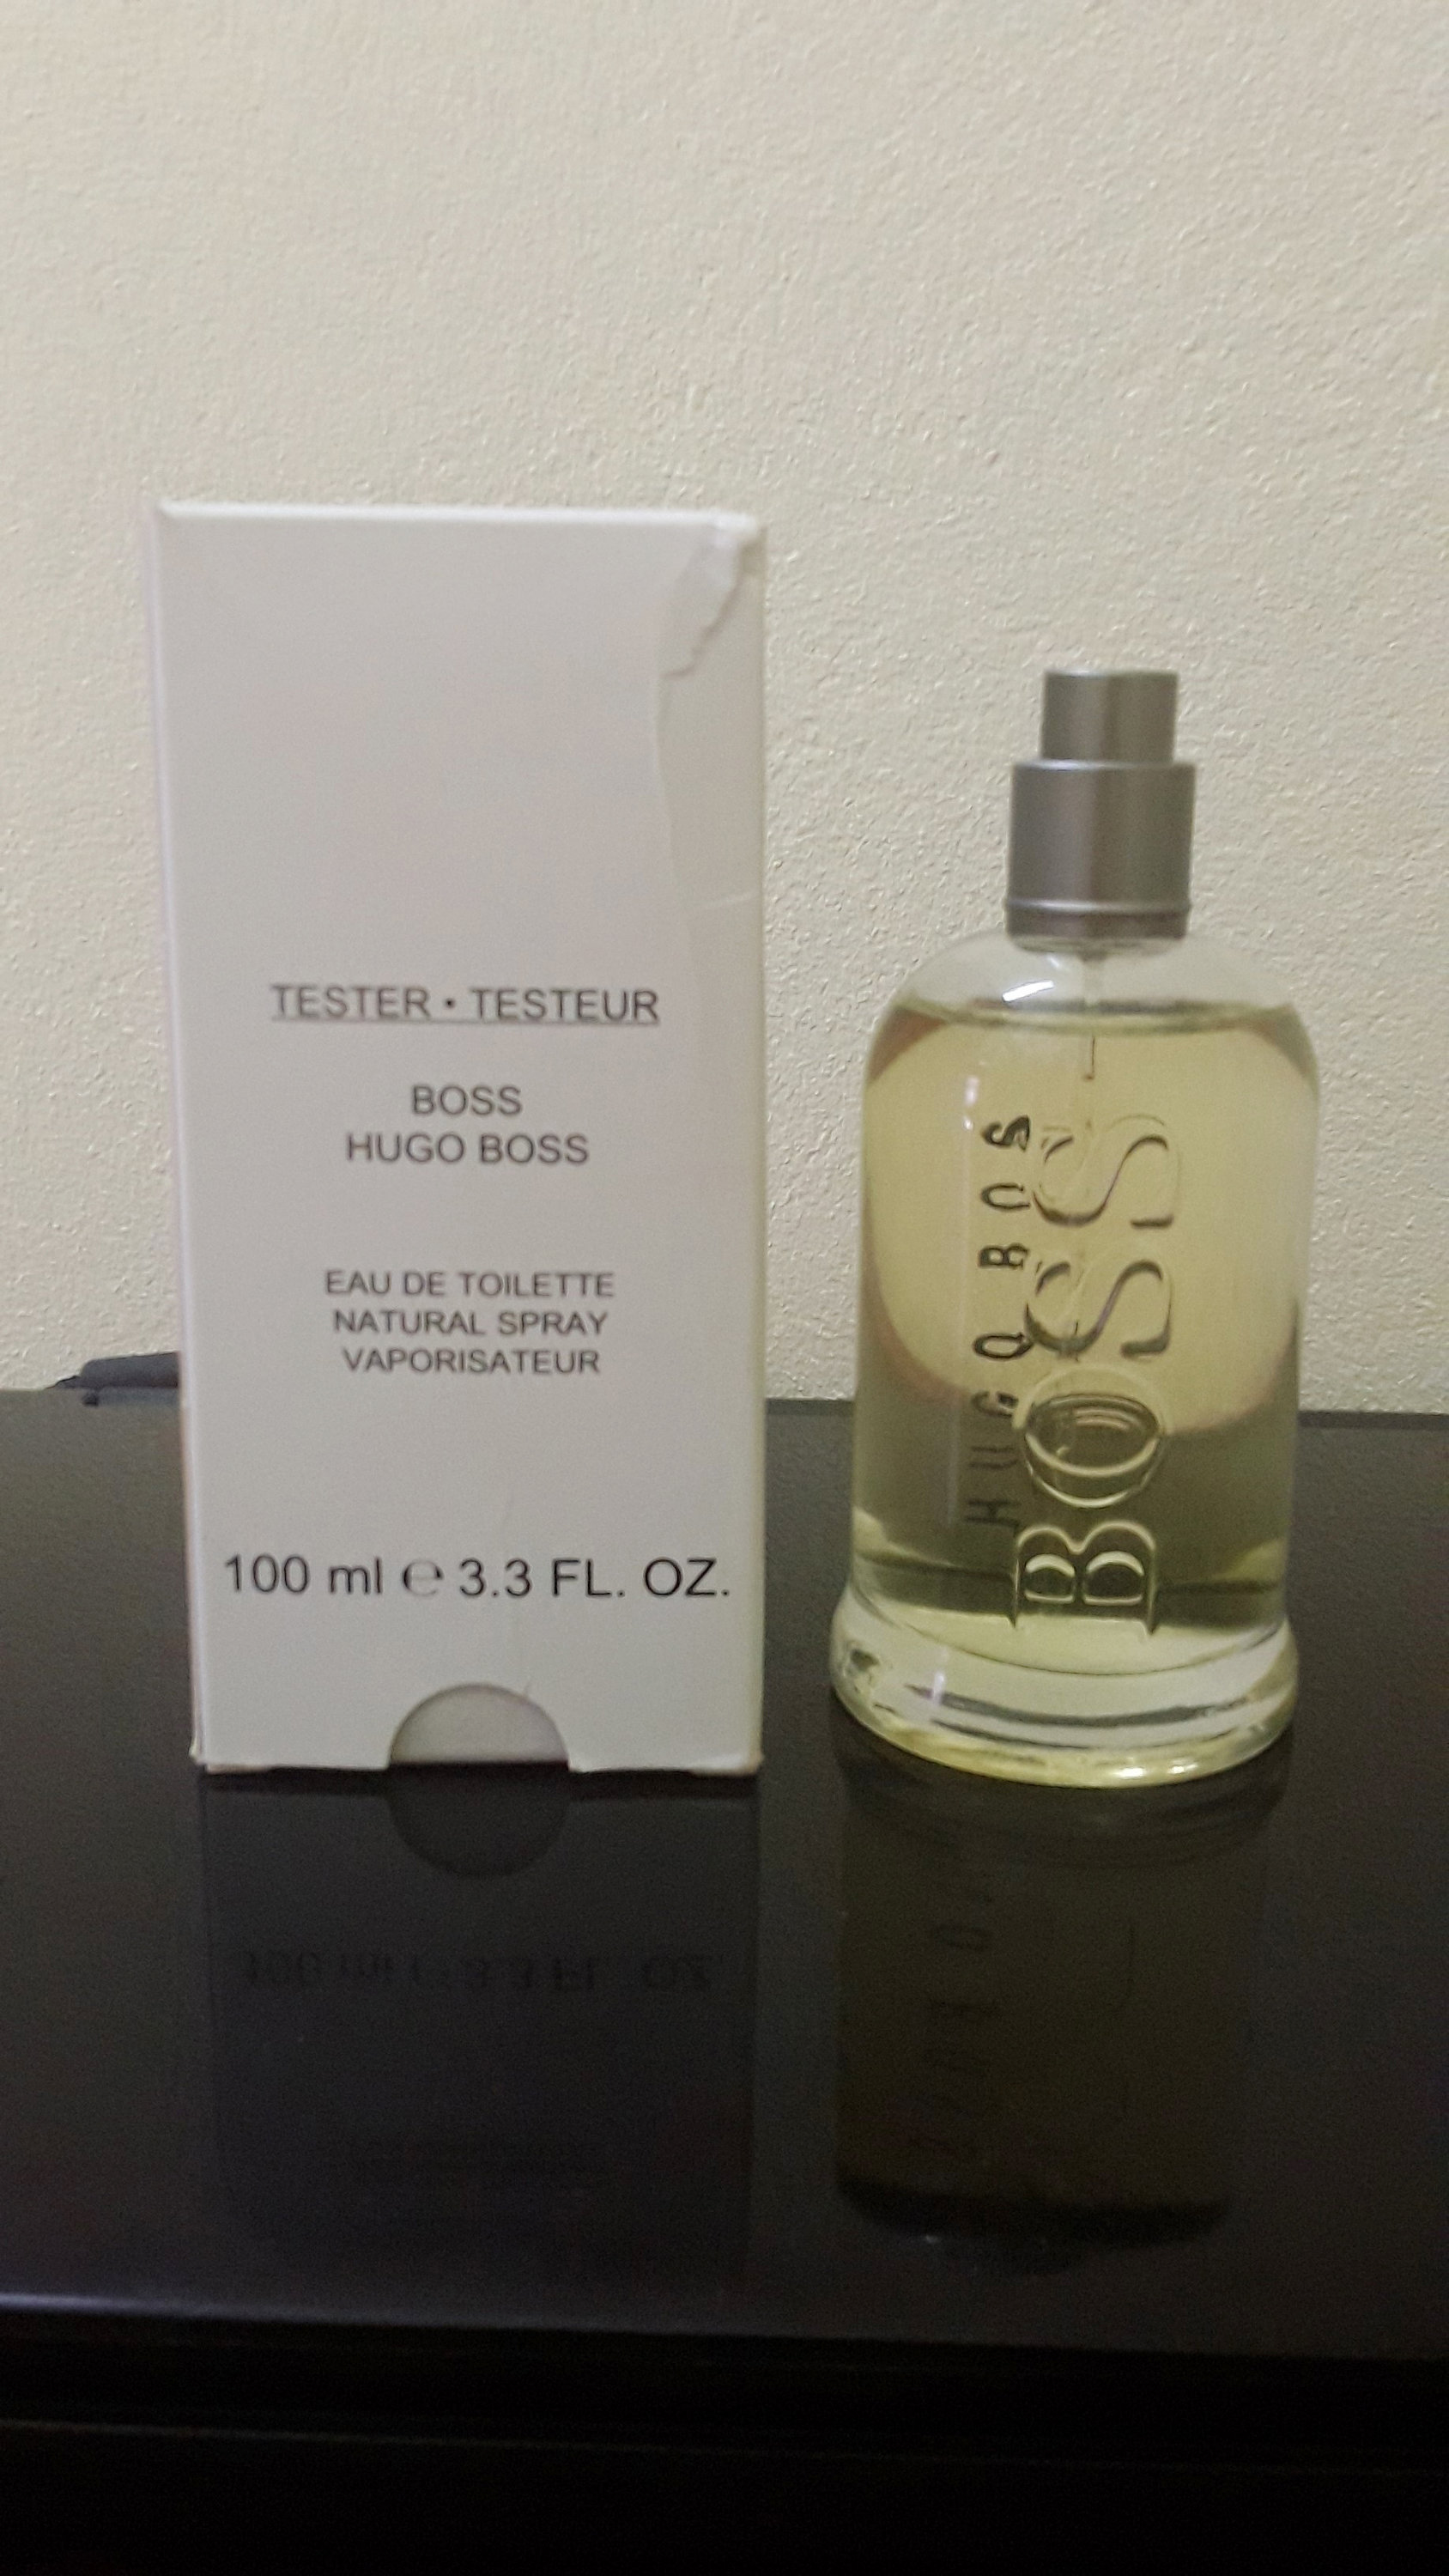 TESTER • TESTEUR
BOSS
HUGO BOSS
EAU DE TOILETTE
NATURAL SPRAY
VAPORISATEUR
100 ml ℮ 3.3 FL. OZ.
HUGO BOS
BOSS